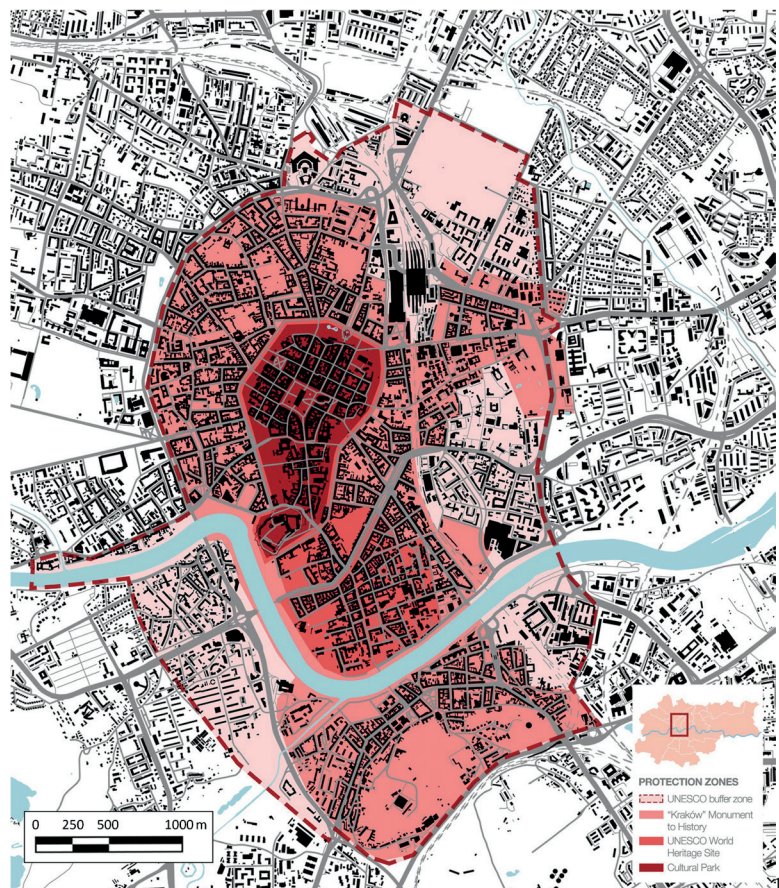 0 250 500 1000 m
PROTECTION ZONES
UNESCO buffer zone
"Kraków" Monument
to History
UNESCO World
Heritage Site
Cultural Park